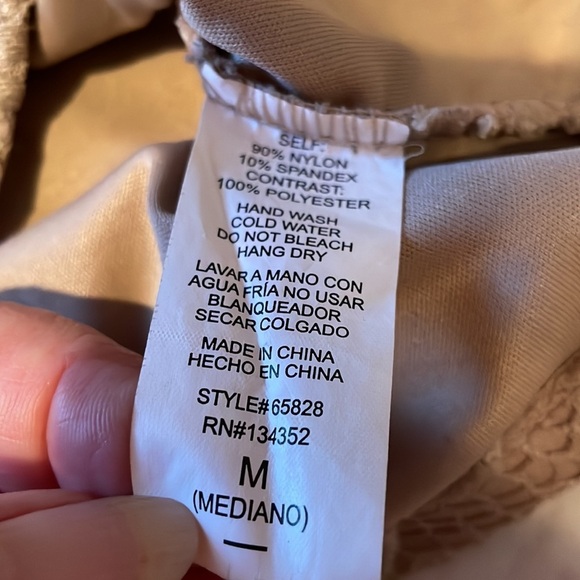 SELF:
90% NYLON
10% SPANDEX
CONTRAST:
100% POLYESTER
HAND WASH
COLD WATER
DO NOT BLEACH
HANG DRY
LAVAR A MANO CON
AGUA FRÍA NO USAR
BLANQUEADOR
SECAR COLGADO
MADE IN CHINA
HECHO EN CHINA
STYLE#65828
RN#134352
M
(MEDIANO)